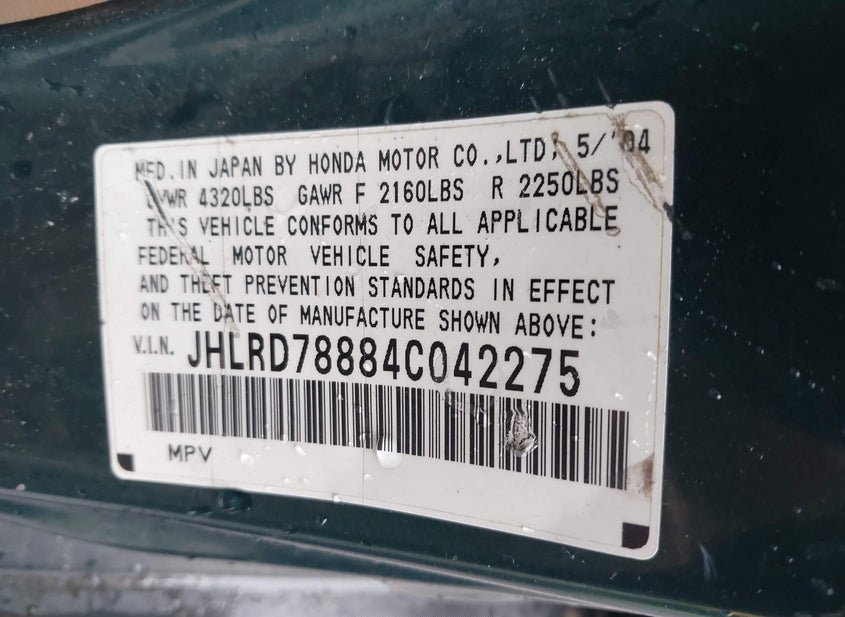 MFD. IN JAPAN BY HONDA MOTOR CO.,LTD, 5/'04
GVWR 4320LBS GAWR F 2160LBS R 2250LBS
THIS VEHICLE CONFORMS TO ALL APPLICABLE
FEDERAL MOTOR VEHICLE SAFETY,
AND THEFT PREVENTION STANDARDS IN EFFECT
ON THE DATE OF MANUFACTURE SHOWN ABOVE:
V.I.N. JHLRD78884C042275
MPV